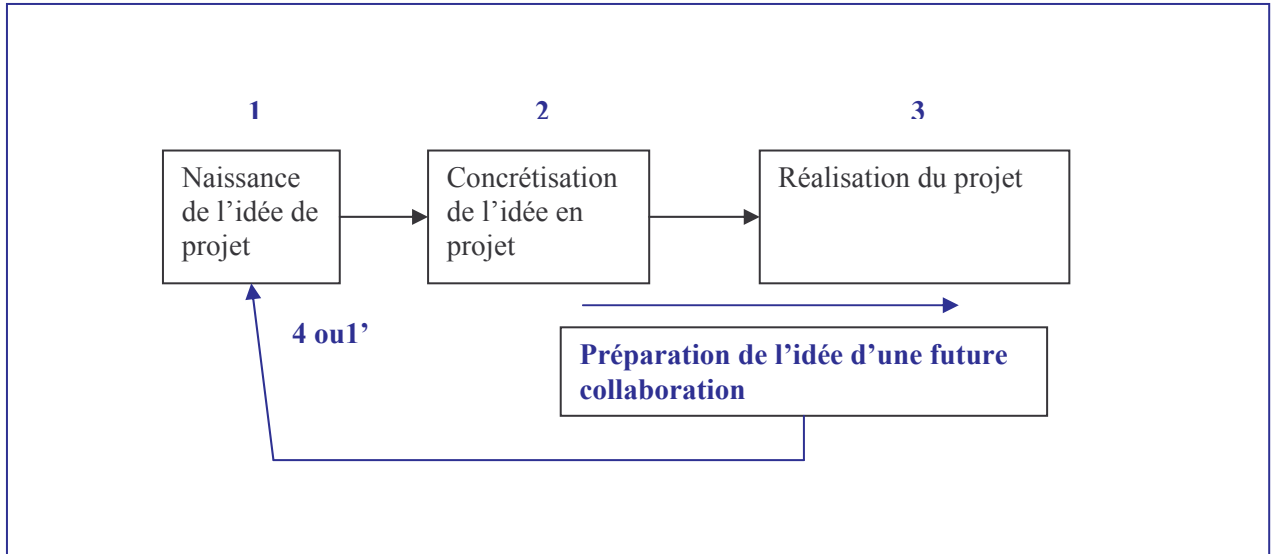 1
2
3
Naissance
de l’idée de
projet
Concrétisation
de l’idée en
projet
Réalisation du projet
4 ou1’
Préparation de l’idée d’une future
collaboration